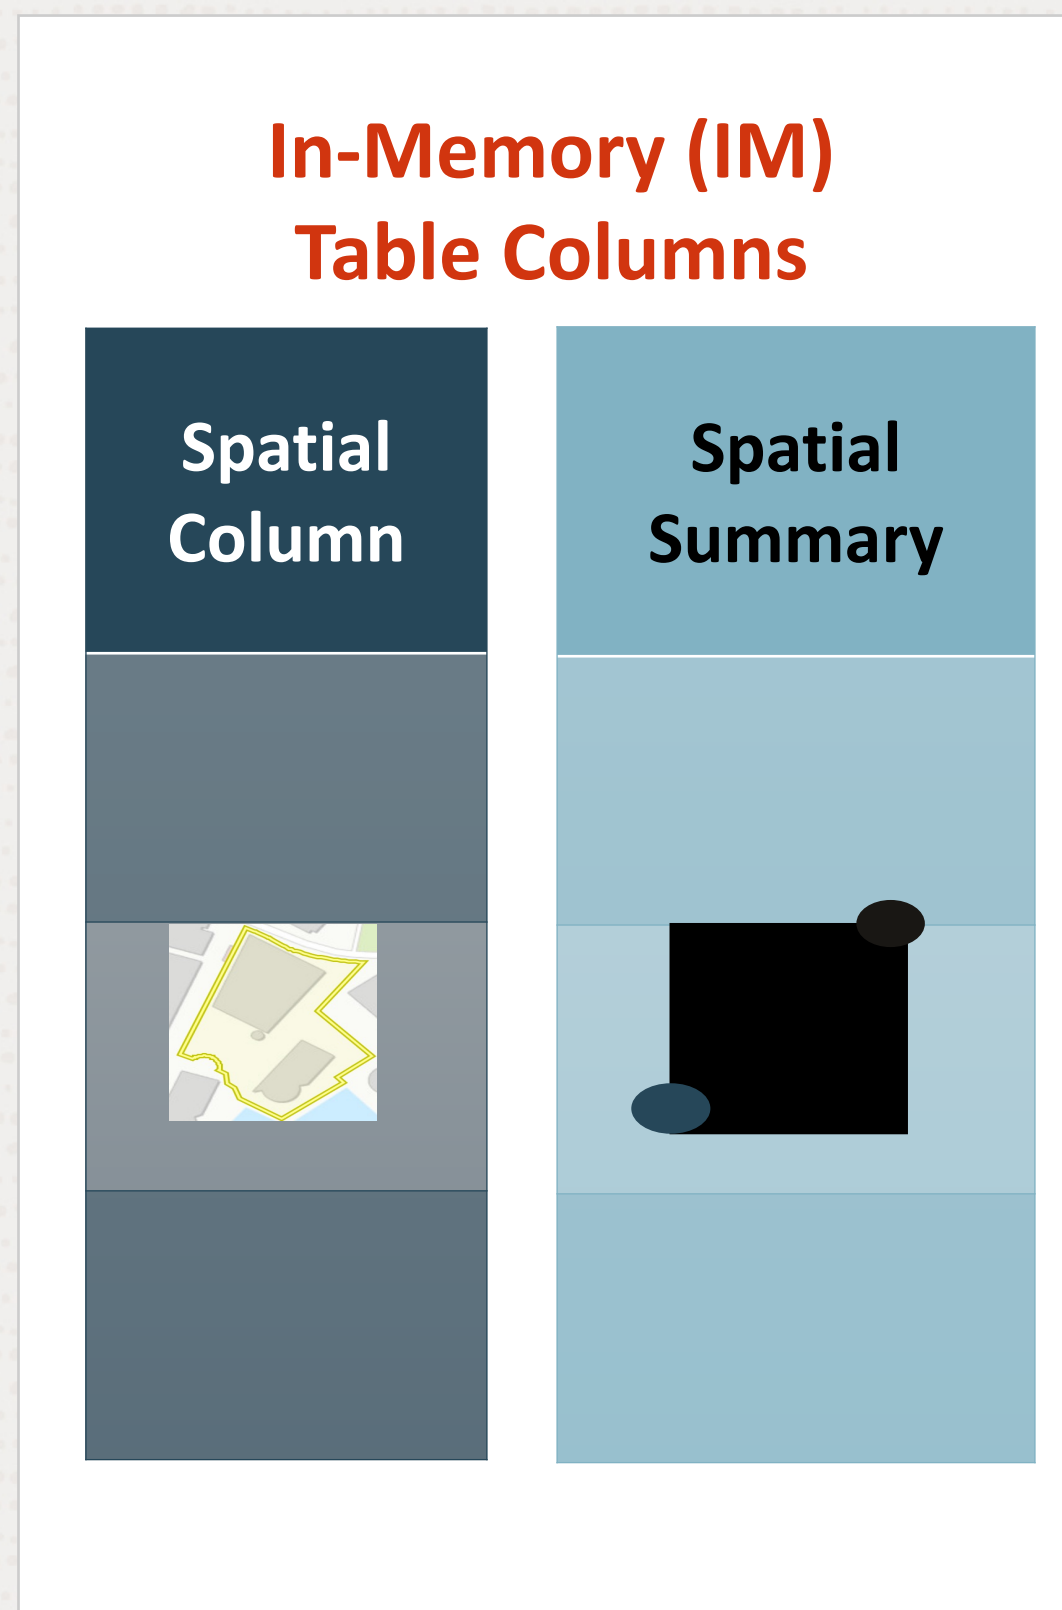 In-Memory (IM)
Table Columns
Spatial
Column
Spatial
Summary